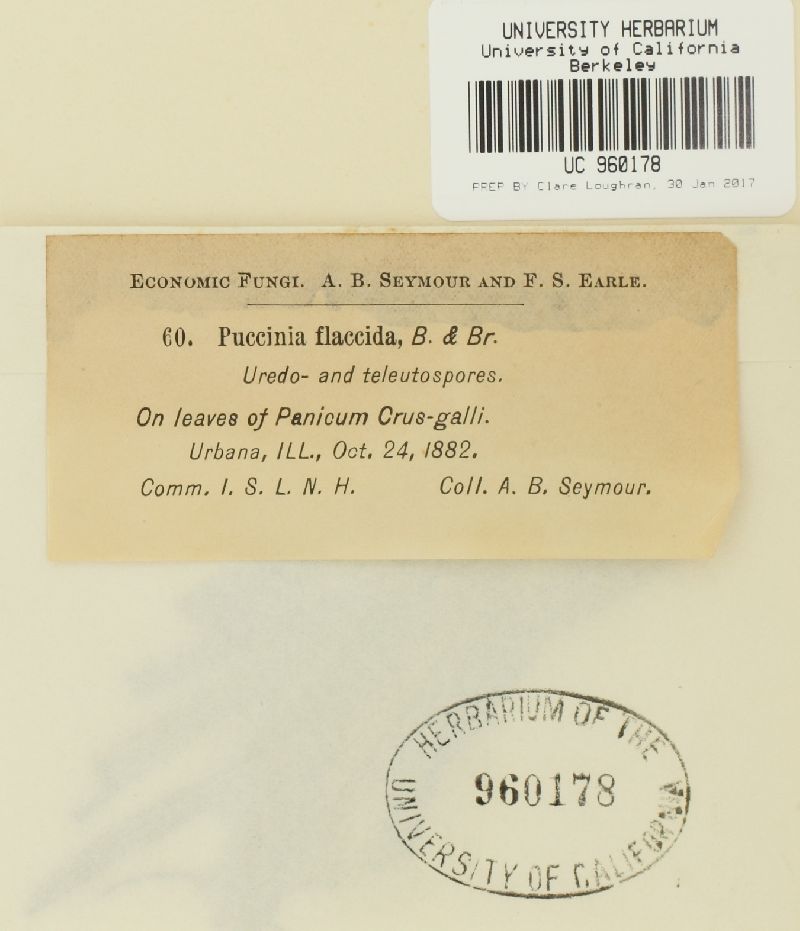 UNIVERSITY HERBARIUM
University of California
Berkeley
UC 960178
PREP BY Clare Loughran, 30 Jan 2017
ECONOMIC FUNGI. A. B. SEYMOUR AND F. S. EARLE.
60. Puccinia flaccida, B. & Br.
Uredo- and teleutospores.
On leaves of Panicum Crus-galli.
Urbana, ILL., Oct. 24, 1882.
Comm. I. S. L. N. H. Coll. A. B. Seymour.
HERBARIUM OF THE
960178
UNIVERSITY OF CALIFORNIA